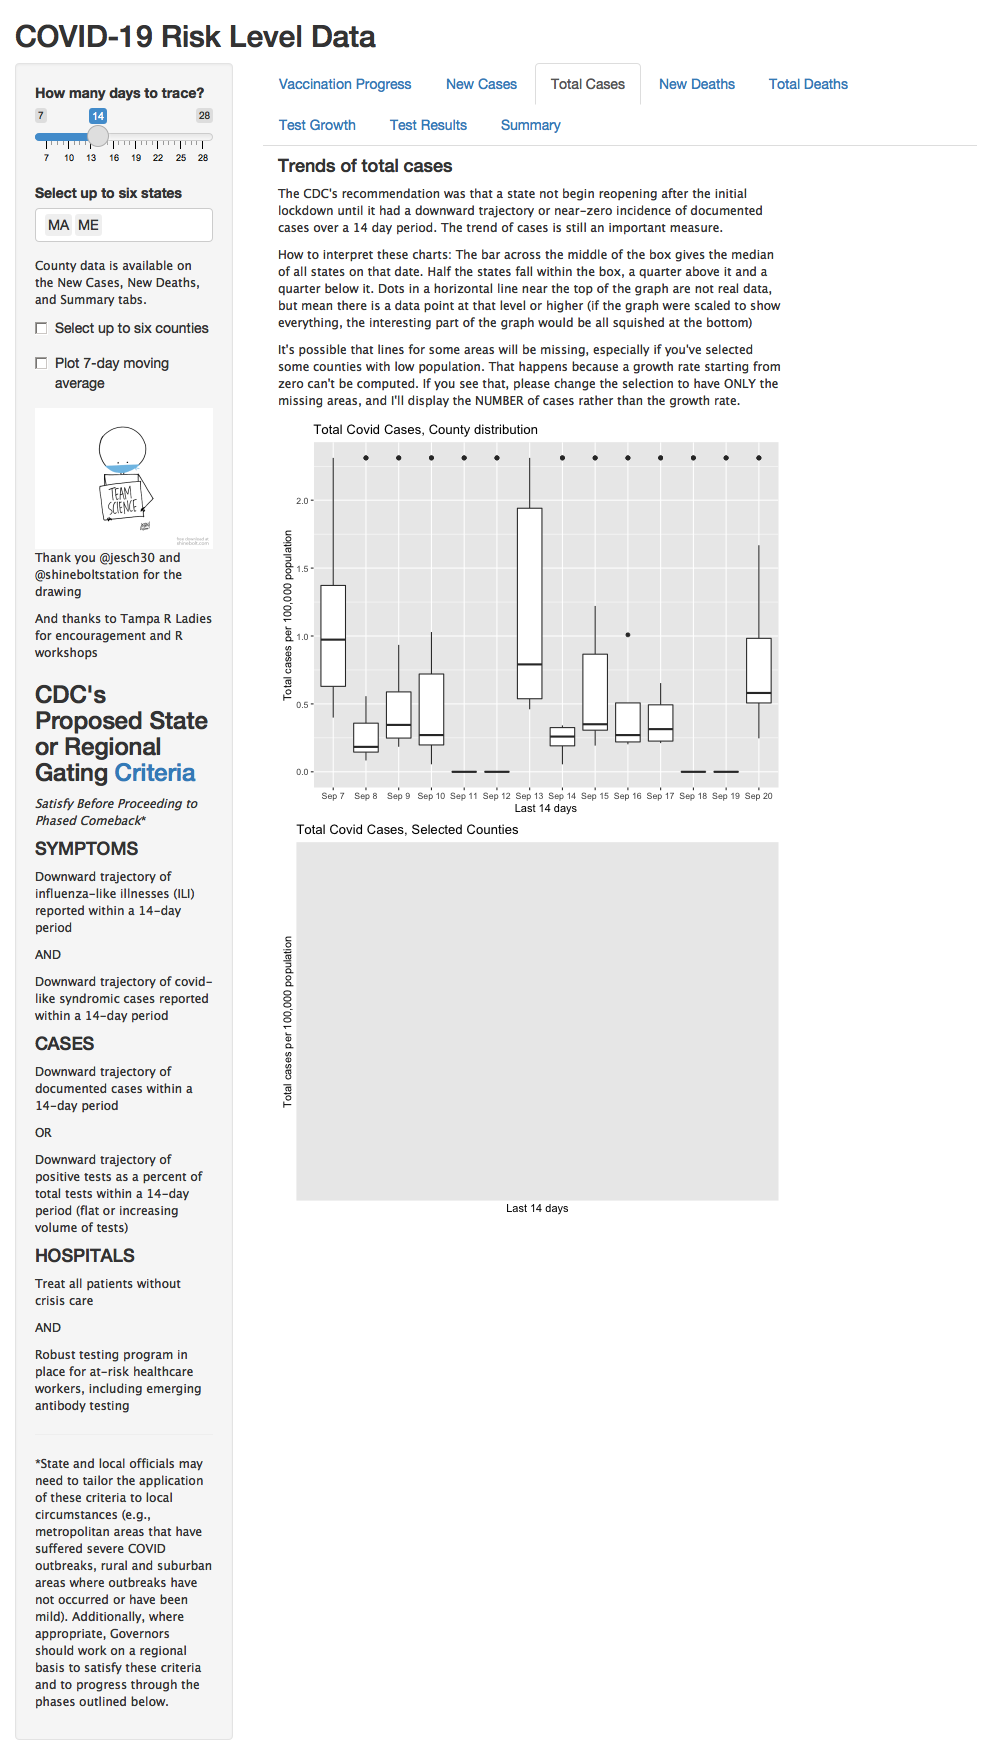 COVID-19 Risk Level Data
How many days to trace?
7 14 28
7 10 13 16 19 22 25 28
Select up to six states
MA ME
County data is available on
the New Cases, New Deaths,
and Summary tabs.
Select up to six counties
Plot 7-day moving
average
TEAM
SCIENCE
Thank you @jesch30 and
@shineboltstation for the
drawing
And thanks to Tampa R Ladies
for encouragement and R
workshops
CDC's
Proposed State
or Regional
Gating Criteria
Satisfy Before Proceeding to
Phased Comeback*
SYMPTOMS
Downward trajectory of
influenza-like illnesses (ILI)
reported within a 14-day
period
AND
Downward trajectory of covid-
like syndromic cases reported
within a 14-day period
CASES
Downward trajectory of
documented cases within a
14-day period
OR
Downward trajectory of
positive tests as a percent of
total tests within a 14-day
period (flat or increasing
volume of tests)
HOSPITALS
Treat all patients without
crisis care
AND
Robust testing program in
place for at-risk healthcare
workers, including emerging
antibody testing
*State and local officials may
need to tailor the application
of these criteria to local
circumstances (e.g.,
metropolitan areas that have
suffered severe COVID
outbreaks, rural and suburban
areas where outbreaks have
not occurred or have been
mild). Additionally, where
appropriate, Governors
should work on a regional
basis to satisfy these criteria
and to progress through the
phases outlined below.
Vaccination Progress New Cases Total Cases New Deaths Total Deaths
Test Growth Test Results Summary
Trends of total cases
The CDC's recommendation was that a state not begin reopening after the initial
lockdown until it had a downward trajectory or near-zero incidence of documented
cases over a 14 day period. The trend of cases is still an important measure.
How to interpret these charts: The bar across the middle of the box gives the median
of all states on that date. Half the states fall within the box, a quarter above it and a
quarter below it. Dots in a horizontal line near the top of the graph are not real data,
but mean there is a data point at that level or higher (if the graph were scaled to show
everything, the interesting part of the graph would be all squished at the bottom)
It's possible that lines for some areas will be missing, especially if you've selected
some counties with low population. That happens because a growth rate starting from
zero can't be computed. If you see that, please change the selection to have ONLY the
missing areas, and I'll display the NUMBER of cases rather than the growth rate.
Total Covid Cases, County distribution
Total cases per 100,000 population
2.0
1.5
1.0
0.5
0.0
Sep 7 Sep 8 Sep 9 Sep 10 Sep 11 Sep 12 Sep 13 Sep 14 Sep 15 Sep 16 Sep 17 Sep 18 Sep 19 Sep 20
Last 14 days
Total Covid Cases, Selected Counties
Total cases per 100,000 population
Last 14 days